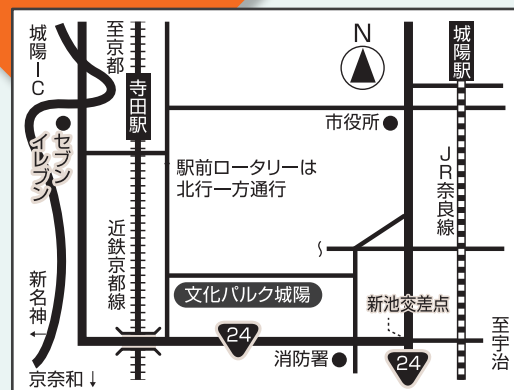 城陽IC
至京都
寺田駅
N
城陽駅
市役所
セブン
イレブン
駅前ロータリーは
北行一方通行
JR奈良線
近鉄京都線
文化パルク城陽
新池交差点
新名神
←
24
消防署
24
至宇治
京奈和↓